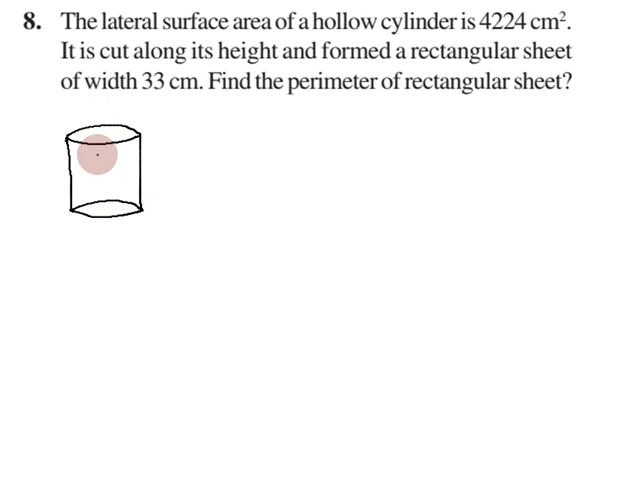 8. The lateral surface area of a hollow cylinder is 4224 cm².
It is cut along its height and formed a rectangular sheet
of width 33 cm. Find the perimeter of rectangular sheet?